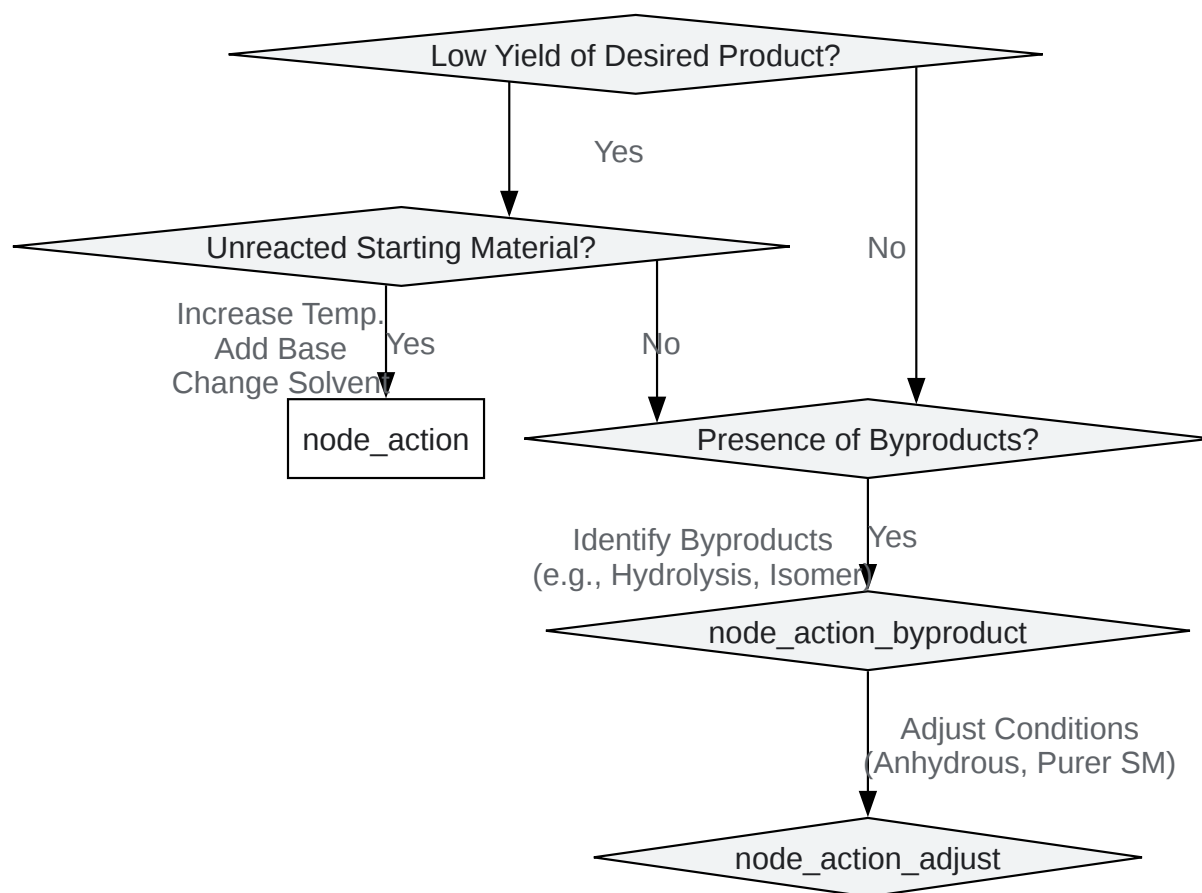 Low Yield of Desired Product?
Yes
Unreacted Starting Material?
No
Increase Temp.
Add Base
Change Solvent
Yes
No
node_action
Presence of Byproducts?
Identify Byproducts
(e.g., Hydrolysis, Isomer)
Yes
node_action_byproduct
Adjust Conditions
(Anhydrous, Purer SM)
node_action_adjust